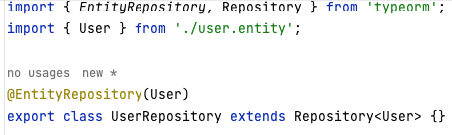 import { EntityRepository, Repository } from 'typeorm';
import { User } from './user.entity';
no usages new *
@EntityRepository(User)
export class UserRepository extends Repository<User> {}